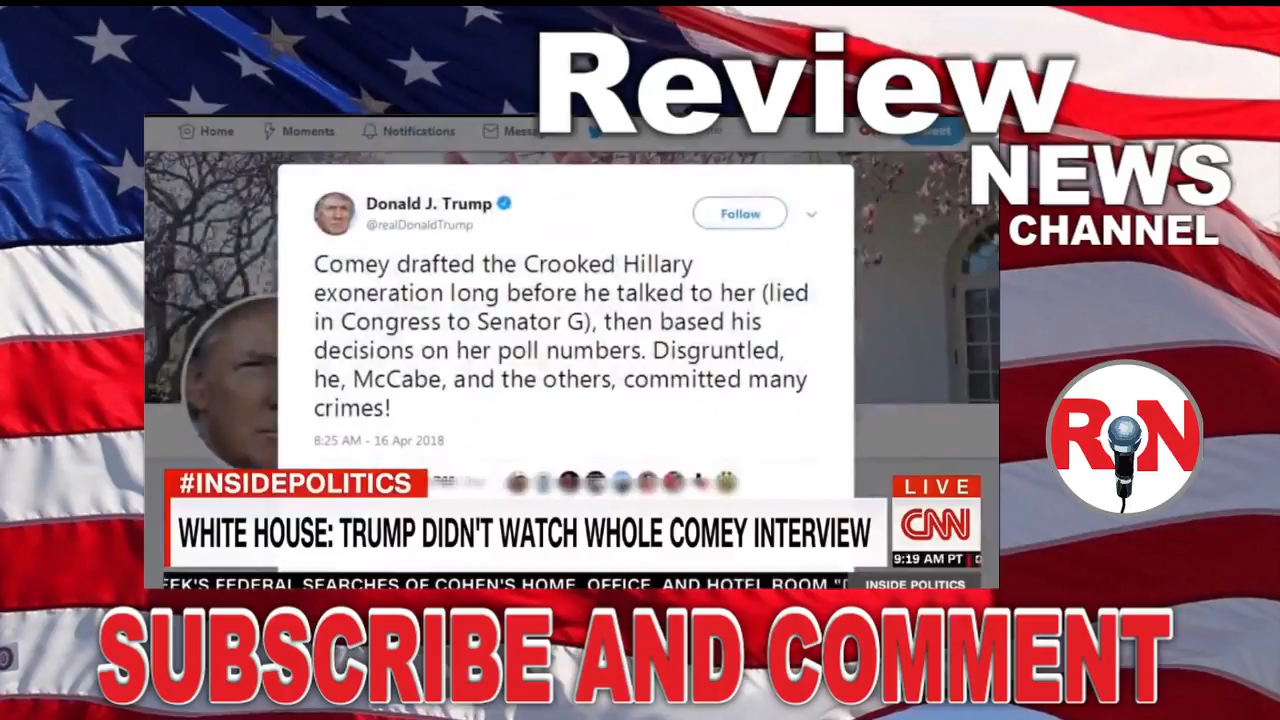 Review
NEWS
CHANNEL
Home Moments Notifications
Donald J. Trump
@realDonaldTrump
Follow
Comey drafted the Crooked Hillary
exoneration long before he talked to her (lied
in Congress to Senator G), then based his
decisions on her poll numbers. Disgruntled,
he, McCabe, and the others, committed many
crimes!
8:25 AM - 16 Apr 2018
RN
#INSIDEPOLITICS
LIVE
WHITE HOUSE: TRUMP DIDN'T WATCH WHOLE COMEY INTERVIEW
CNN
9:19 AM PT
EK'S FEDERAL SEARCHES OF COHEN'S HOME, OFFICE, AND HOTEL ROOM "
INSIDE POLITICS
SUBSCRIBE AND COMMENT